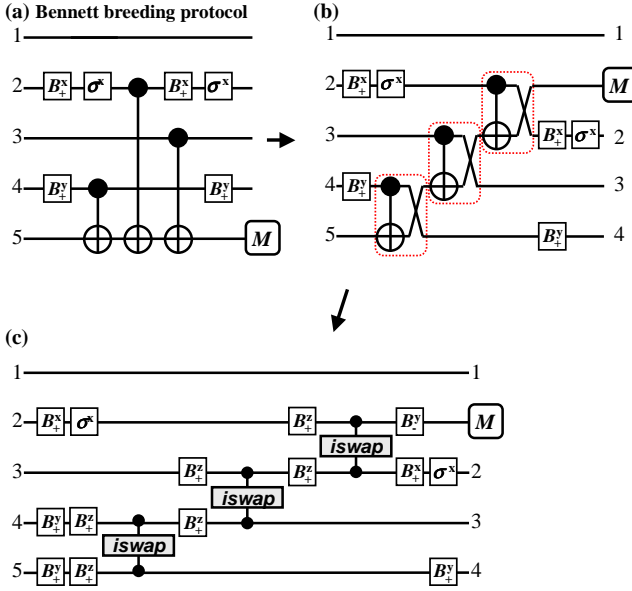 (a) Bennett breeding protocol
1
2 B₊ˣ σˣ B₊ˣ σˣ
3
4 B₊ʸ B₊ʸ
5 M
(b)
1 1
2 B₊ˣ σˣ M
3 B₊ˣ σˣ 2
4 B₊ʸ 3
5 B₊ʸ 4
(c)
1 1
2 B₊ˣ σˣ B₊ᶻ B₋ʸ M
iswap
3 B₊ᶻ B₊ᶻ B₊ˣ σˣ 2
iswap
4 B₊ʸ B₊ᶻ B₊ᶻ 3
iswap
5 B₊ʸ B₊ᶻ B₊ʸ 4